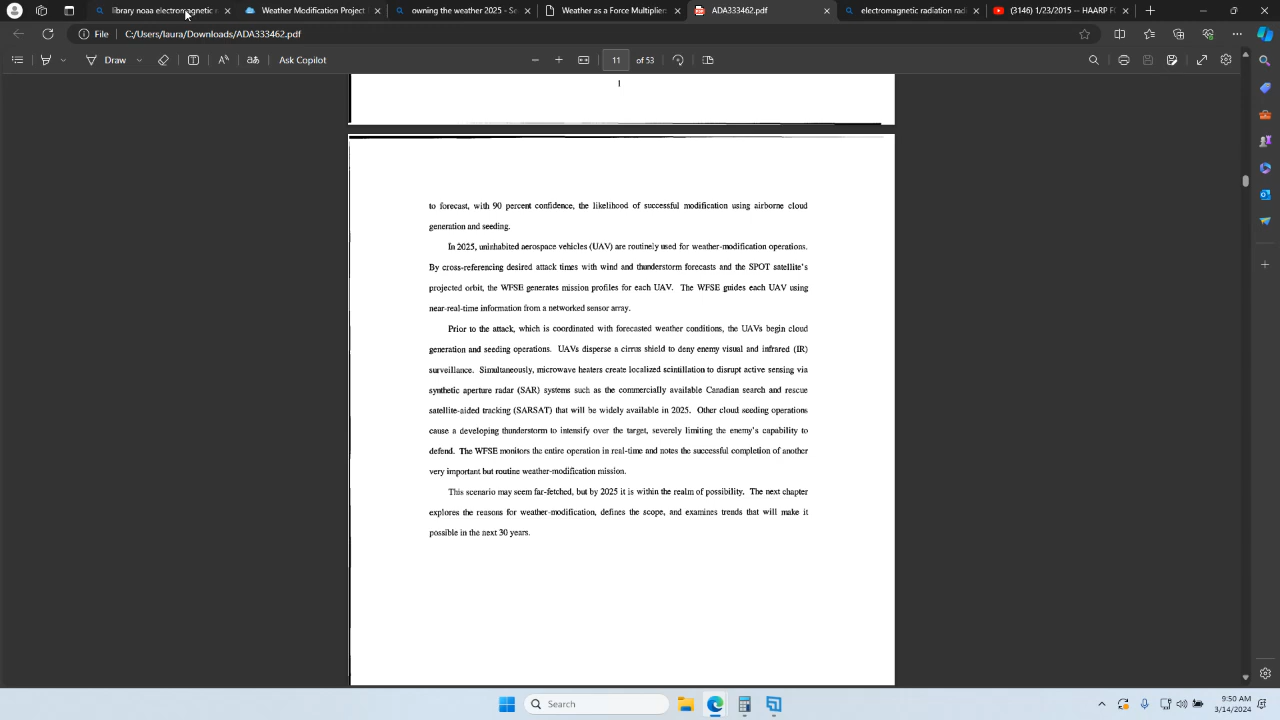 library noaa electromagnetic
Weather Modification Project
owning the weather 2025 - Se
Weather as a Force Multiplier
ADA333462.pdf
electromagnetic radiation rad
(3146) 1/23/2015 -- HAARP F
File
C:/Users/laura/Downloads/ADA333462.pdf
Draw
Ask Copilot
11 of 53
to forecast, with 90 percent confidence, the likelihood of successful modification using airborne cloud
generation and seeding.
In 2025, uninhabited aerospace vehicles (UAV) are routinely used for weather-modification operations.
By cross-referencing desired attack times with wind and thunderstorm forecasts and the SPOT satellite's
projected orbit, the WFSE generates mission profiles for each UAV. The WFSE guides each UAV using
near-real-time information from a networked sensor array.
Prior to the attack, which is coordinated with forecasted weather conditions, the UAVs begin cloud
generation and seeding operations. UAVs disperse a cirrus shield to deny enemy visual and infrared (IR)
surveillance. Simultaneously, microwave heaters create localized scintillation to disrupt active sensing via
synthetic aperture radar (SAR) systems such as the commercially available Canadian search and rescue
satellite-aided tracking (SARSAT) that will be widely available in 2025. Other cloud seeding operations
cause a developing thunderstorm to intensify over the target, severely limiting the enemy's capability to
defend. The WFSE monitors the entire operation in real-time and notes the successful completion of another
very important but routine weather-modification mission.
This scenario may seem far-fetched, but by 2025 it is within the realm of possibility. The next chapter
explores the reasons for weather-modification, defines the scope, and examines trends that will make it
possible in the next 30 years.
Search
9:50 AM
3/14/2024